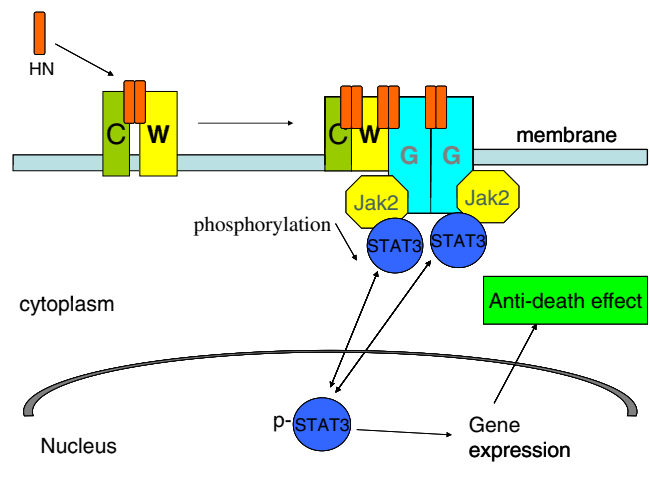 HN
C W
C W G G
membrane
Jak2 Jak2
phosphorylation
STAT3 STAT3
cytoplasm
Anti-death effect
p- STAT3
Gene
expression
Nucleus